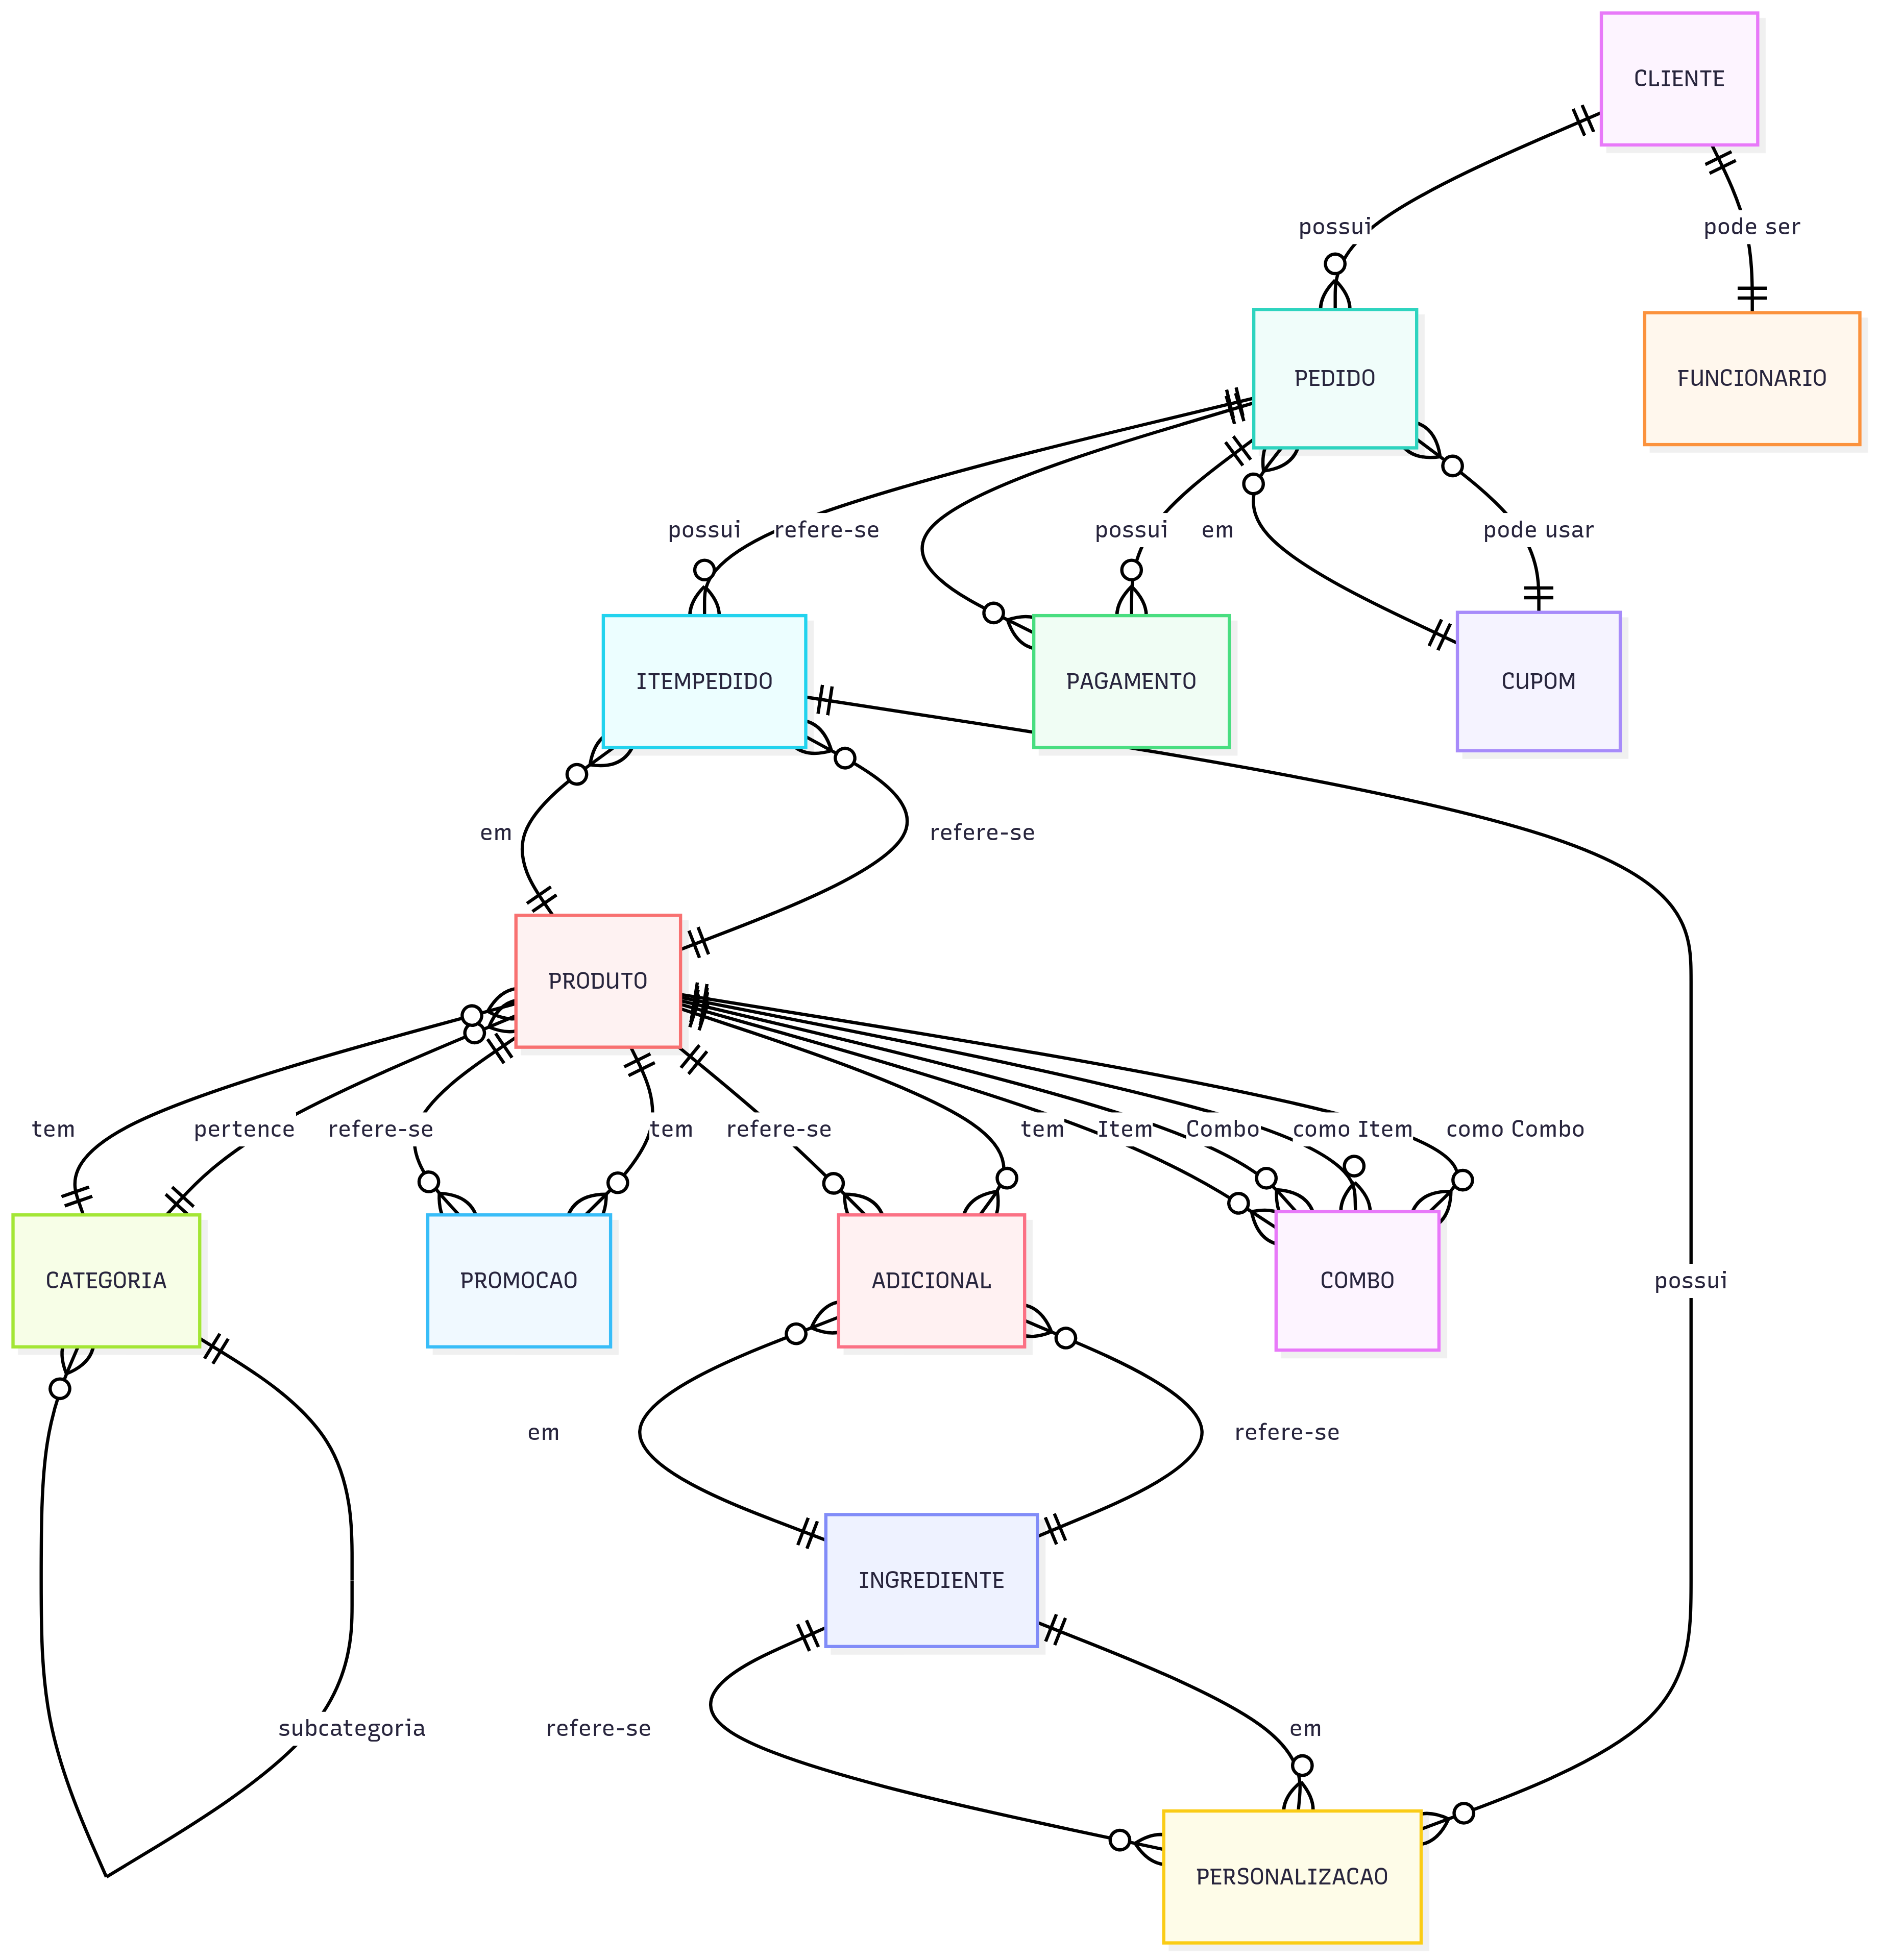 CLIENTE
possui
pode ser
PEDIDO
FUNCIONARIO
possui
refere-se
possui
em
pode usar
ITEMPEDIDO
PAGAMENTO
CUPOM
em
refere-se
PRODUTO
tem
pertence
refere-se
tem
refere-se
tem
Item
Combo
como Item
como Combo
CATEGORIA
PROMOCAO
ADICIONAL
COMBO
possui
em
refere-se
INGREDIENTE
subcategoria
refere-se
em
PERSONALIZACAO